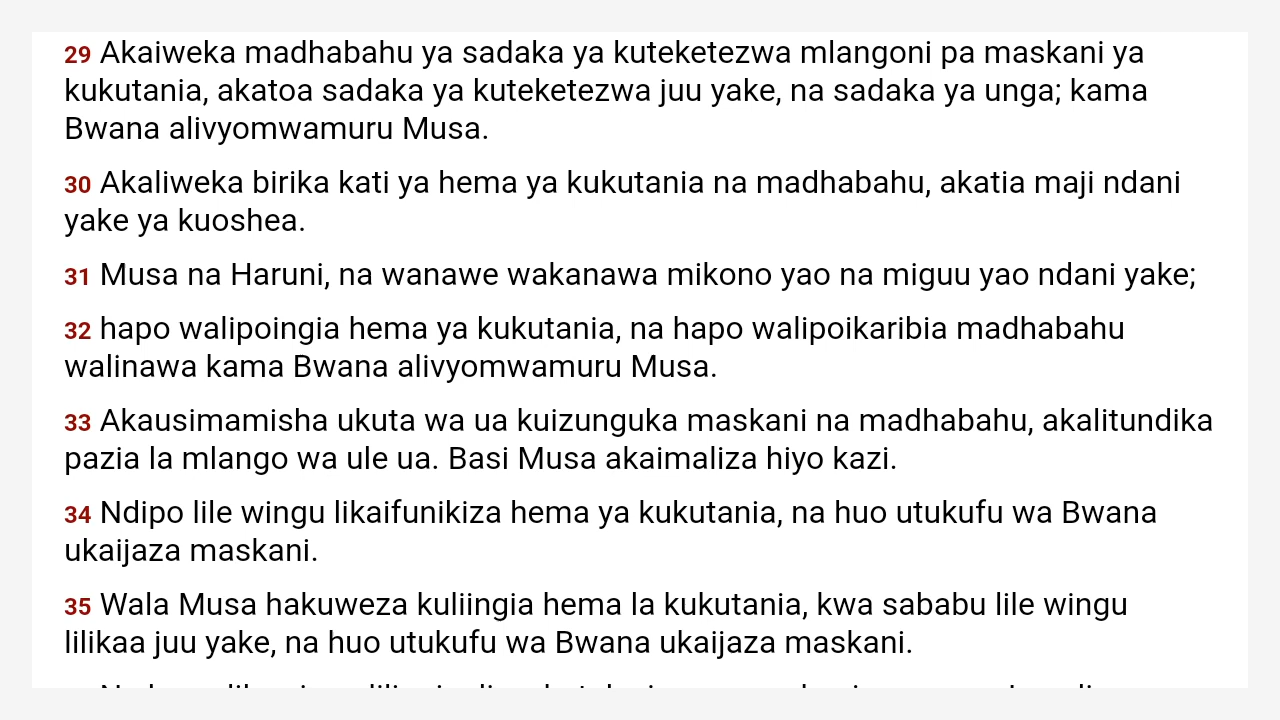 29 Akaiweka madhabahu ya sadaka ya kuteketezwa mlangoni pa maskani ya
kukutania, akatoa sadaka ya kuteketezwa juu yake, na sadaka ya unga; kama
Bwana alivyomwamuru Musa.
30 Akaliweka birika kati ya hema ya kukutania na madhabahu, akatia maji ndani
yake ya kuoshea.
31 Musa na Haruni, na wanawe wakanawa mikono yao na miguu yao ndani yake;
32 hapo walipoingia hema ya kukutania, na hapo walipoikaribia madhabahu
walinawa kama Bwana alivyomwamuru Musa.
33 Akausimamisha ukuta wa ua kuizunguka maskani na madhabahu, akalitundika
pazia la mlango wa ule ua. Basi Musa akaimaliza hiyo kazi.
34 Ndipo lile wingu likaifunikiza hema ya kukutania, na huo utukufu wa Bwana
ukaijaza maskani.
35 Wala Musa hakuweza kuliingia hema la kukutania, kwa sababu lile wingu
lilikaa juu yake, na huo utukufu wa Bwana ukaijaza maskani.